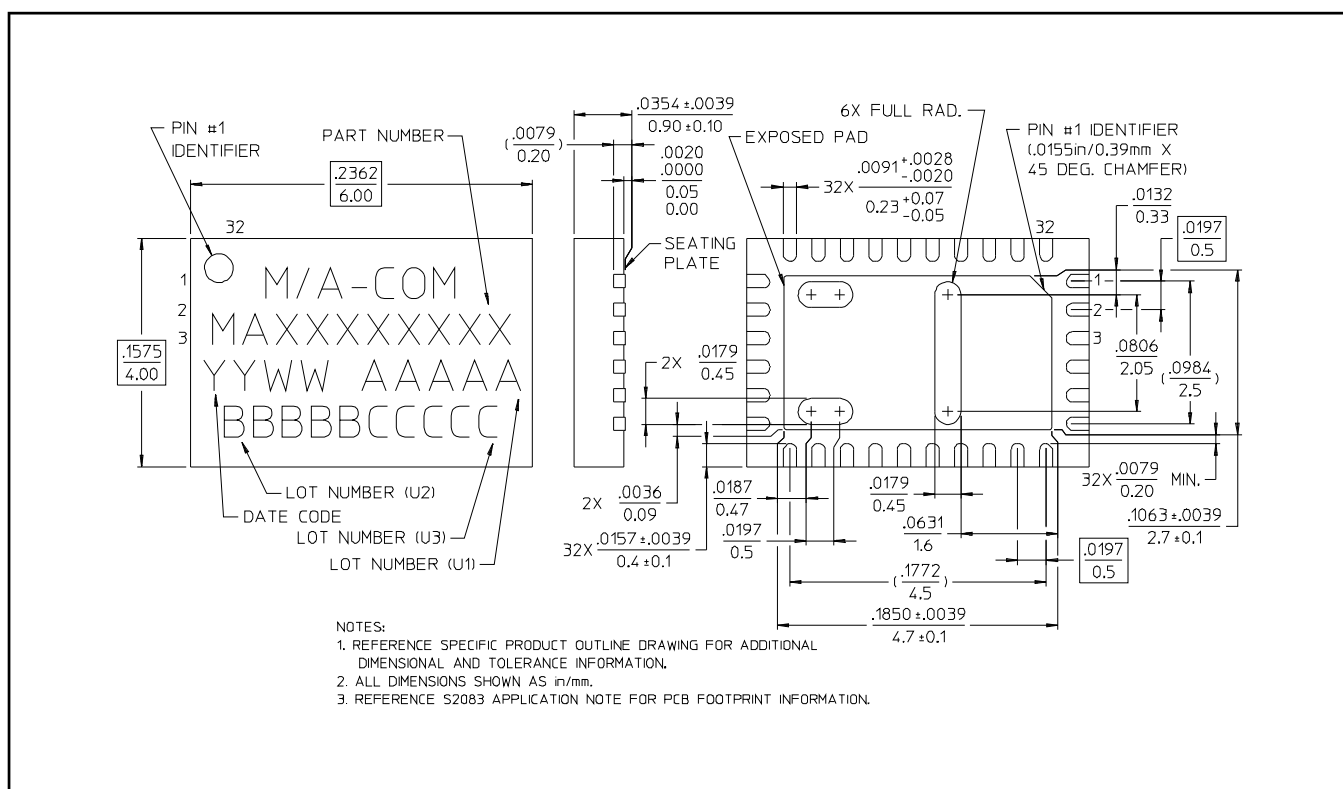 PIN #1
IDENTIFIER
PART NUMBER
.2362
6.00
32
1
2
3
.1575
4.00
M/A-COM
MAXXXXXXXXX
YYWW AAAAA
BBBBBCCCCC
LOT NUMBER (U2)
DATE CODE
LOT NUMBER (U3)
LOT NUMBER (U1)
.0354 ±.0039
0.90 ±0.10
(.0079
0.20)
.0020
.0000
0.05
0.00
SEATING
PLATE
EXPOSED PAD
6X FULL RAD.
PIN #1 IDENTIFIER
(.0155in/0.39mm X
45 DEG. CHAMFER)
32X .0091 +.0028
-.0020
0.23 +0.07
-0.05
32
.0132
0.33
.0197
0.5
1
2
3
.0806
2.05
(.0984
2.5)
2X .0179
0.45
2X .0036
0.09
32X .0157 ±.0039
0.4 ±0.1
.0187
0.47
.0197
0.5
.0179
0.45
.0631
1.6
32X .0079 MIN.
0.20
.1063 ±.0039
2.7 ±0.1
.0197
0.5
(.1772
4.5)
.1850 ±.0039
4.7 ±0.1
NOTES:
1. REFERENCE SPECIFIC PRODUCT OUTLINE DRAWING FOR ADDITIONAL
DIMENSIONAL AND TOLERANCE INFORMATION.
2. ALL DIMENSIONS SHOWN AS in/mm.
3. REFERENCE S2083 APPLICATION NOTE FOR PCB FOOTPRINT INFORMATION.